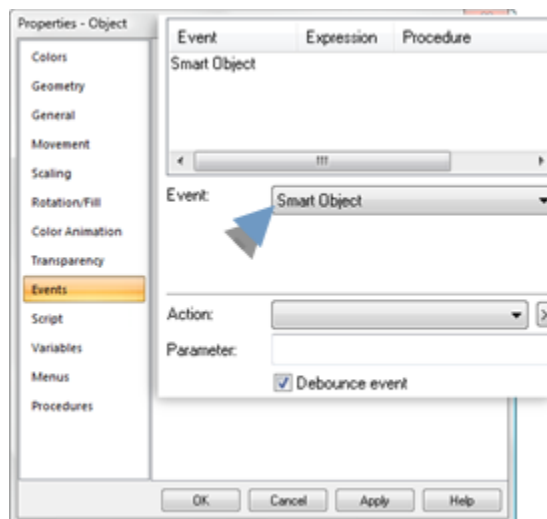 Properties - Object
Colors
Geometry
General
Movement
Scaling
Rotation/Fill
Color Animation
Transparency
Events
Script
Variables
Menus
Procedures
Event Expression Procedure
Smart Object
Event: Smart Object
Action:
Parameter:
Debounce event
OK Cancel Apply Help